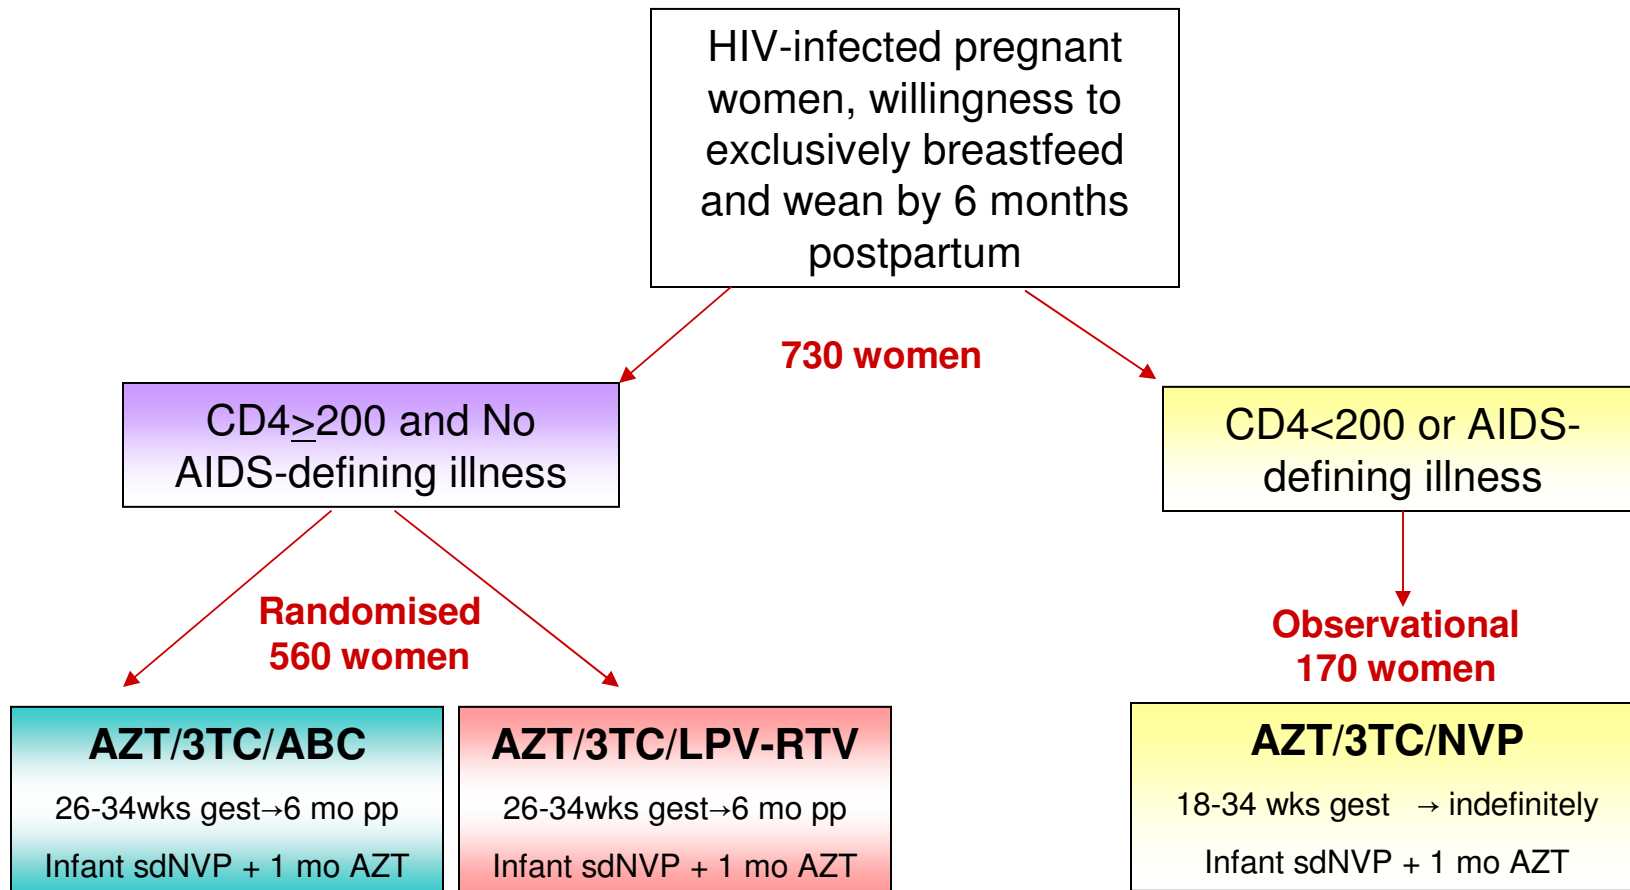 HIV-infected pregnant
women, willingness to
exclusively breastfeed
and wean by 6 months
postpartum
730 women
CD4≥200 and No
AIDS-defining illness
CD4<200 or AIDS-
defining illness
Randomised
560 women
Observational
170 women
AZT/3TC/ABC
26-34wks gest→6 mo pp
Infant sdNVP + 1 mo AZT
AZT/3TC/LPV-RTV
26-34wks gest→6 mo pp
Infant sdNVP + 1 mo AZT
AZT/3TC/NVP
18-34 wks gest → indefinitely
Infant sdNVP + 1 mo AZT